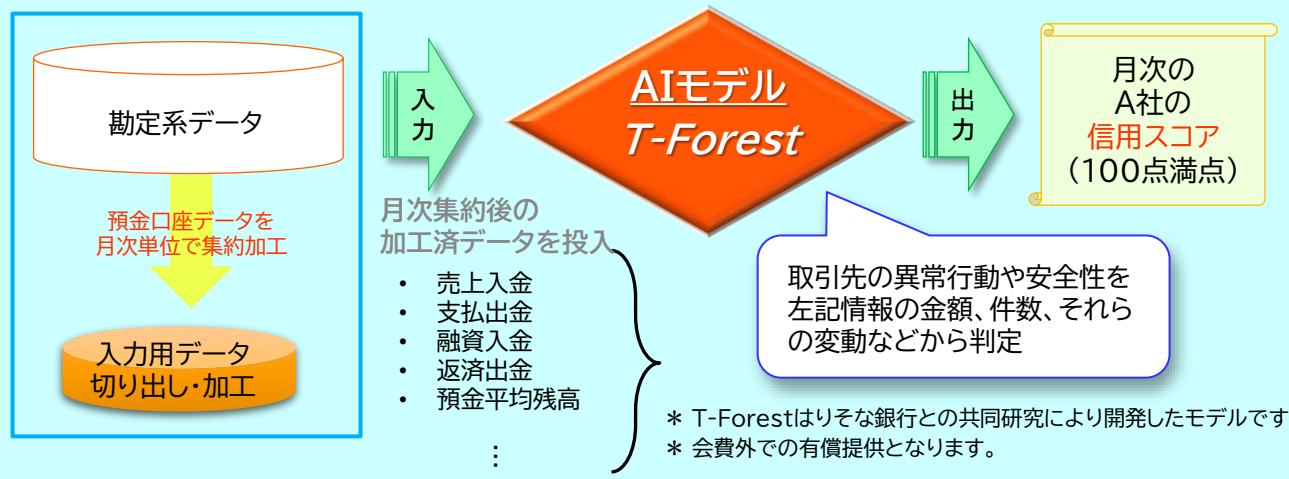 勘定系データ
預金口座データを
月次単位で集約加工
入力用データ
切り出し・加工
入
力
月次集約後の
加工済データを投入
・ 売上入金
・ 支払出金
・ 融資入金
・ 返済出金
・ 預金平均残高
⋮
AIモデル
T-Forest
出
力
月次の
A社の
信用スコア
(100点満点)
取引先の異常行動や安全性を
左記情報の金額、件数、それら
の変動などから判定
＊ T-Forestはりそな銀行との共同研究により開発したモデルです
＊ 会費外での有償提供となります。